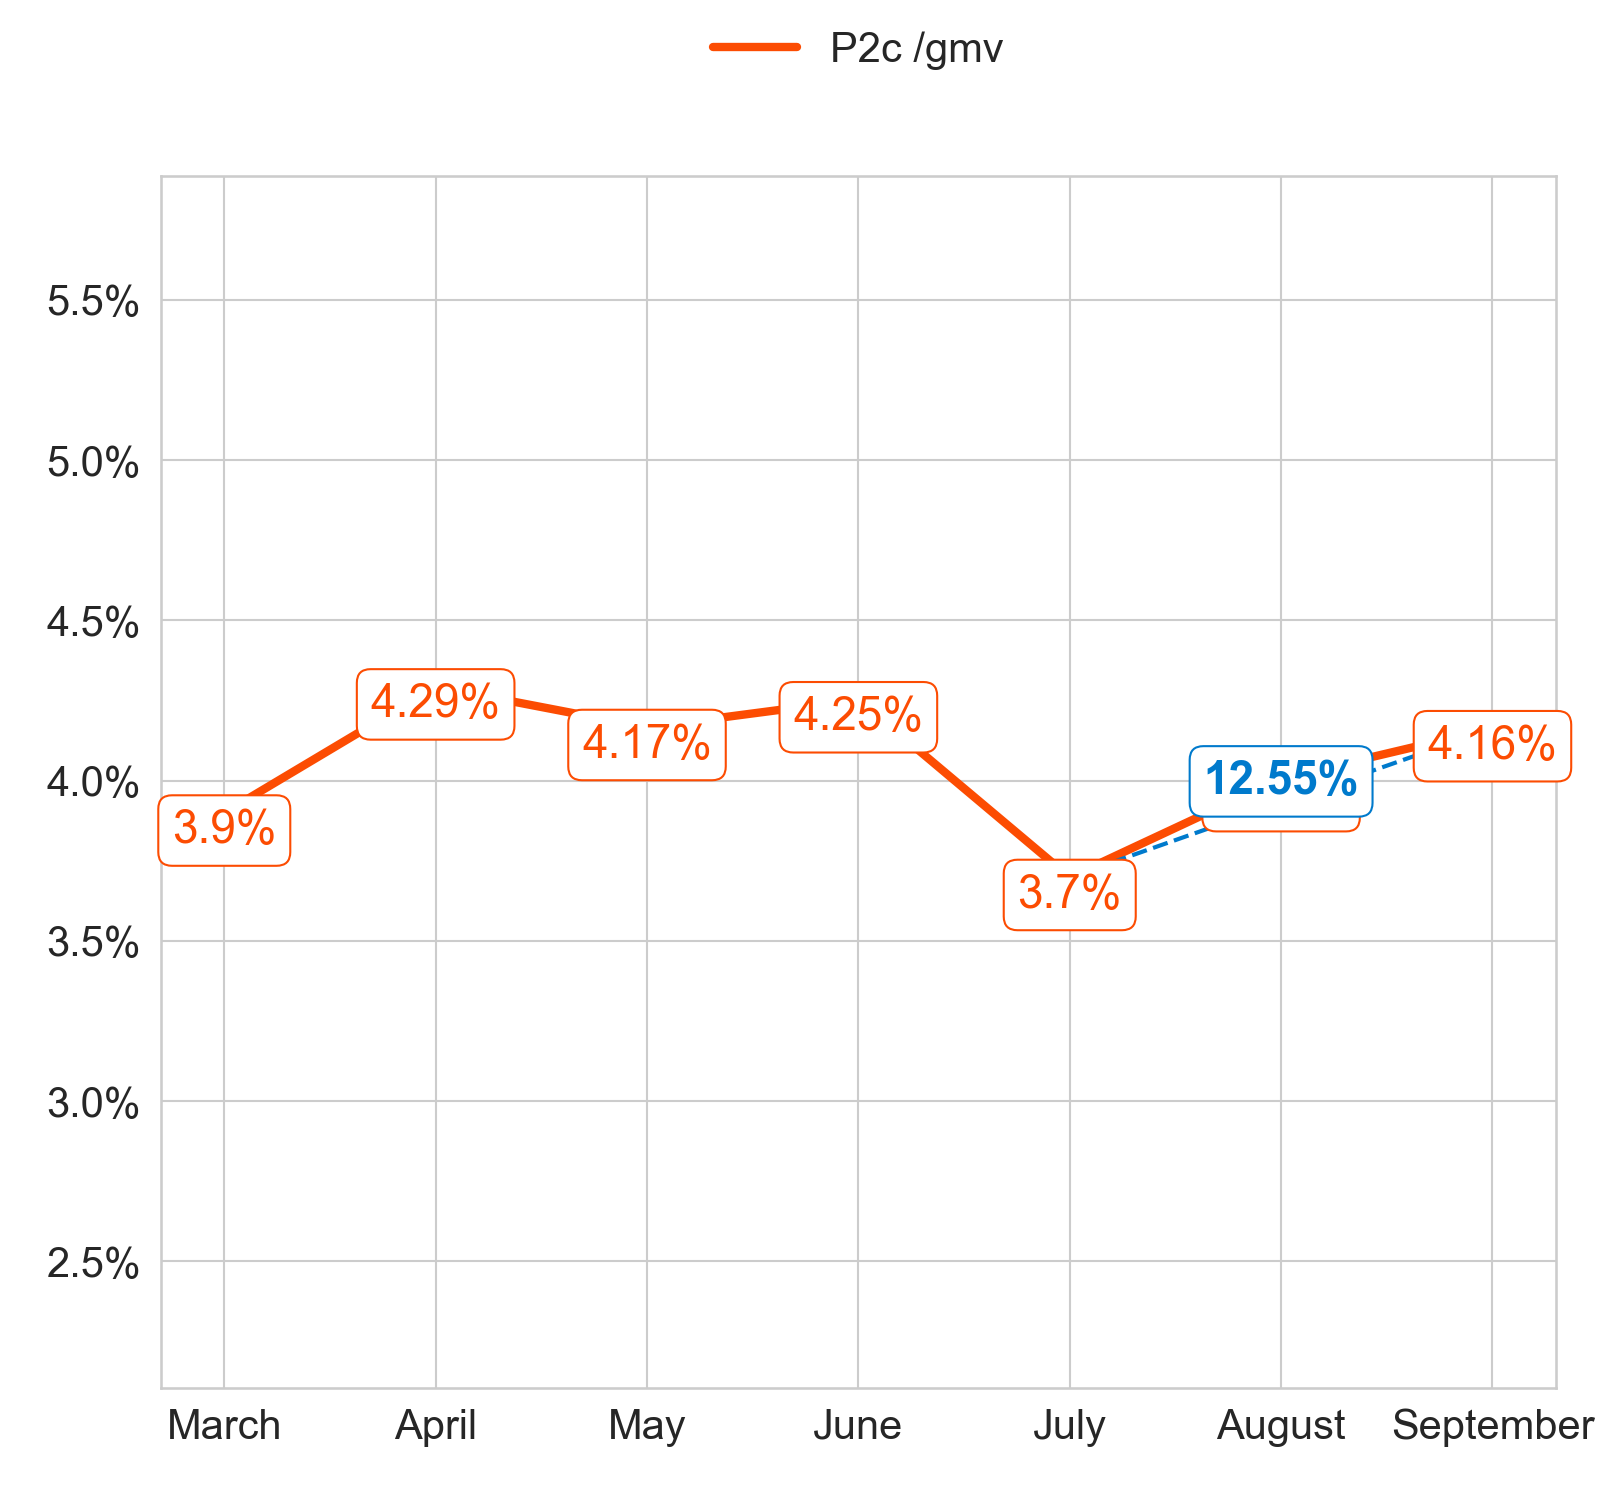 P2c /gmv
5.5%
5.0%
4.5%
4.0%
3.5%
3.0%
2.5%
3.9%
4.29%
4.17%
4.25%
3.7%
12.55%
4.16%
March
April
May
June
July
August
September